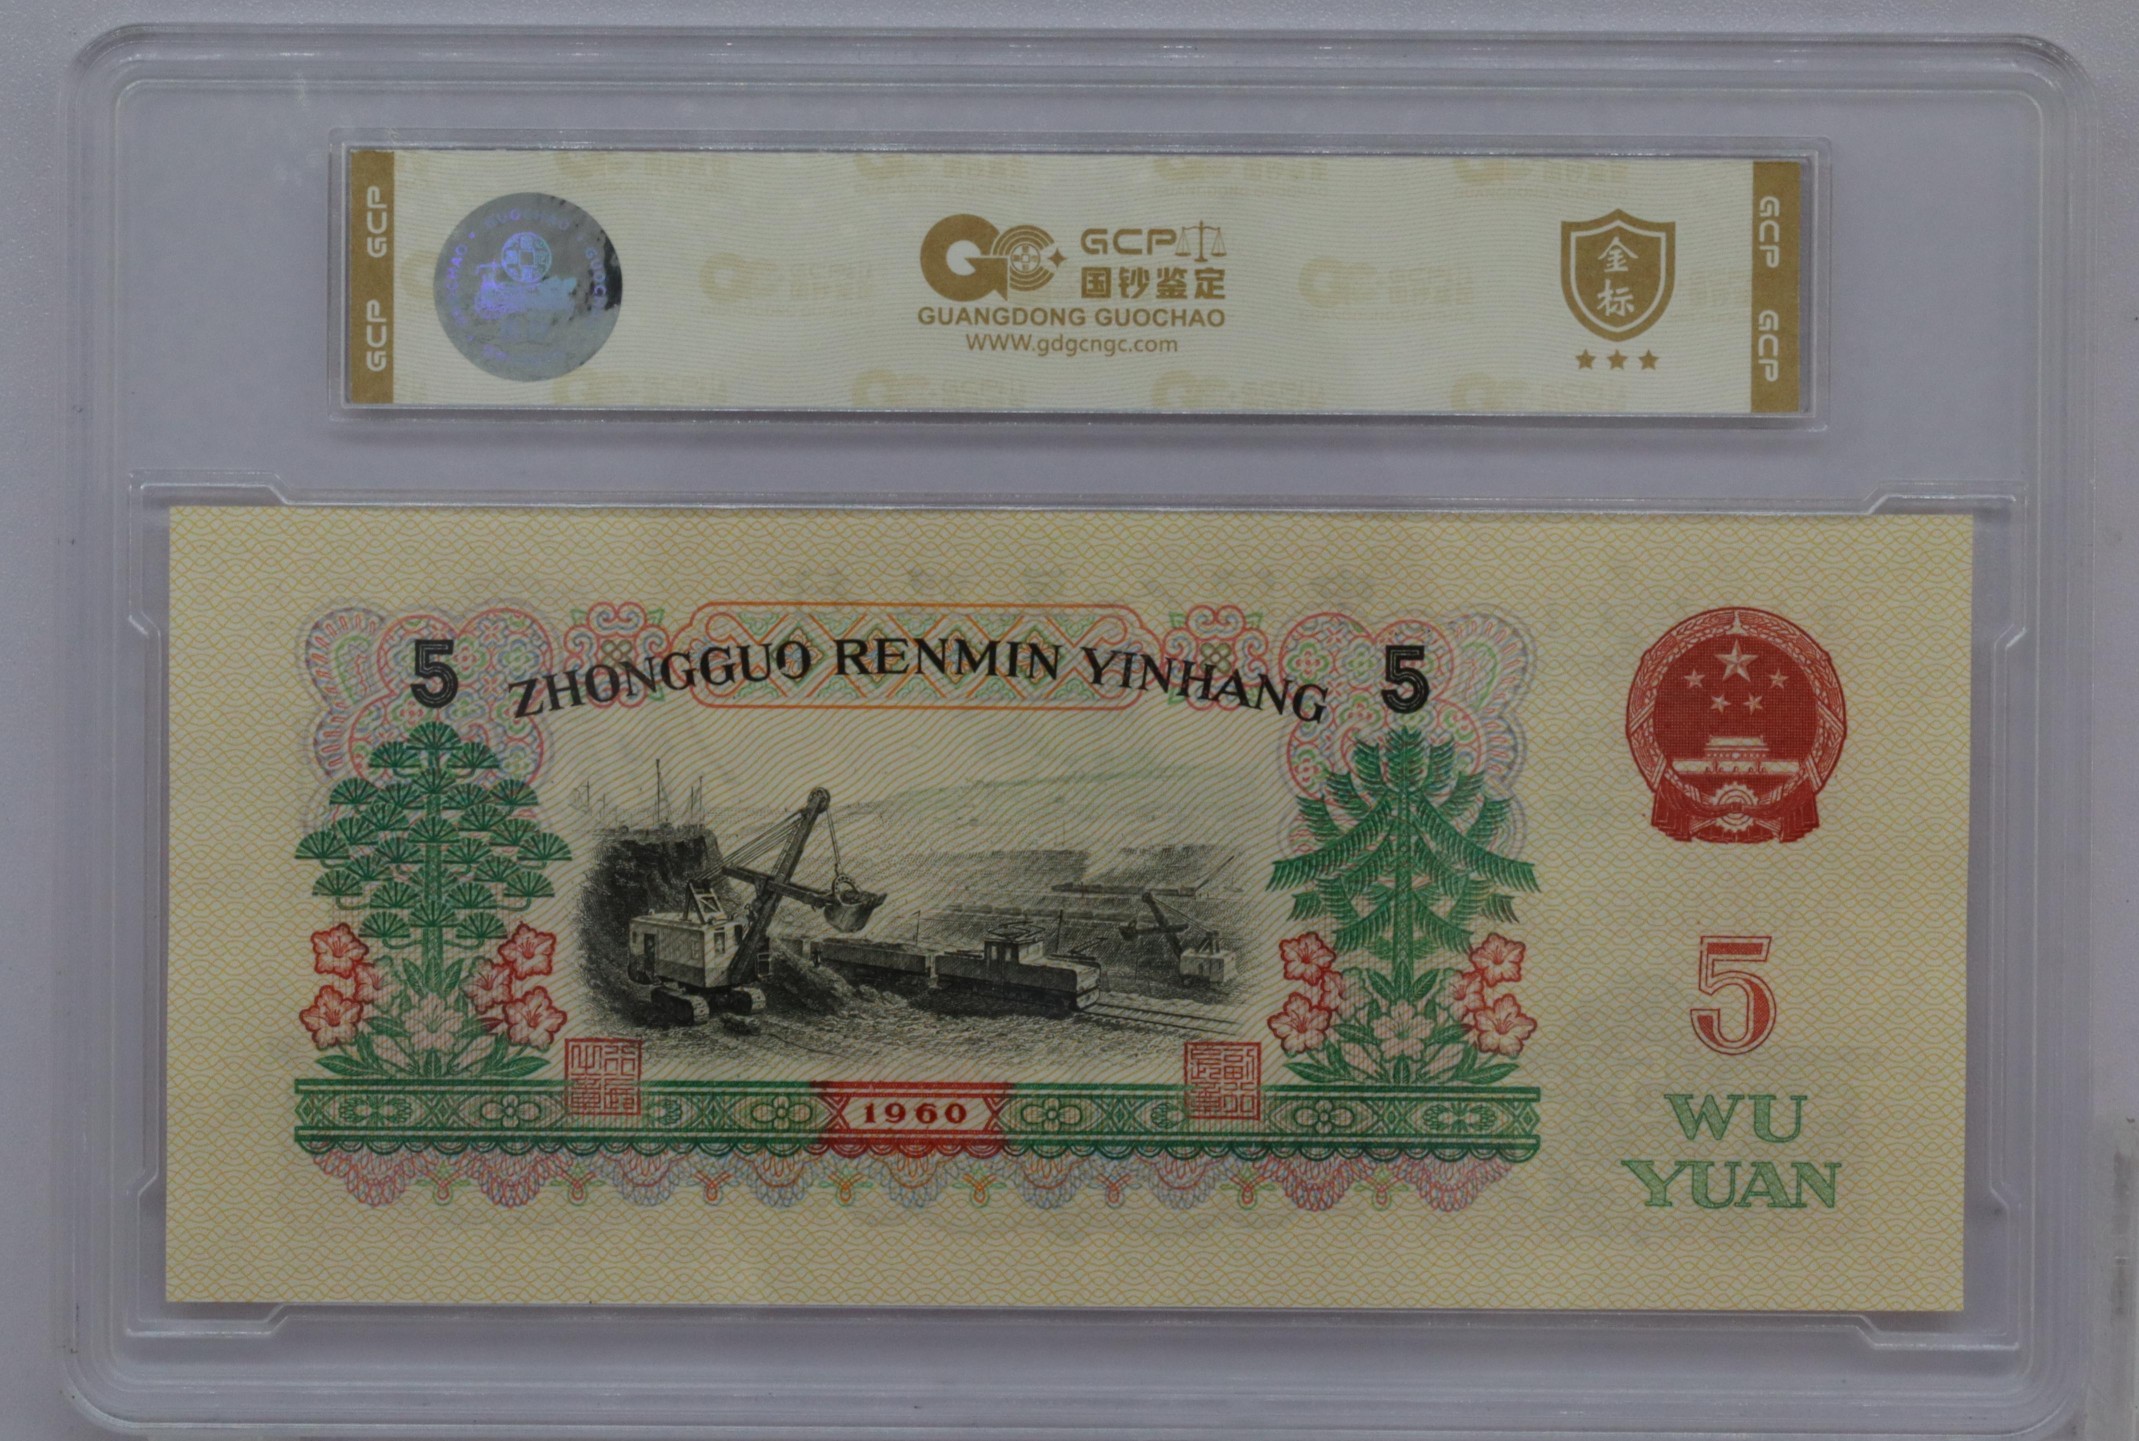 GCP GCP
GCP
国钞鉴定
GUANGDONG GUOCHAO
WWW.gdgcngc.com
金
标
GCP GCP
5
ZHONGGUO RENMIN YINHANG
5
1960
5
WU
YUAN